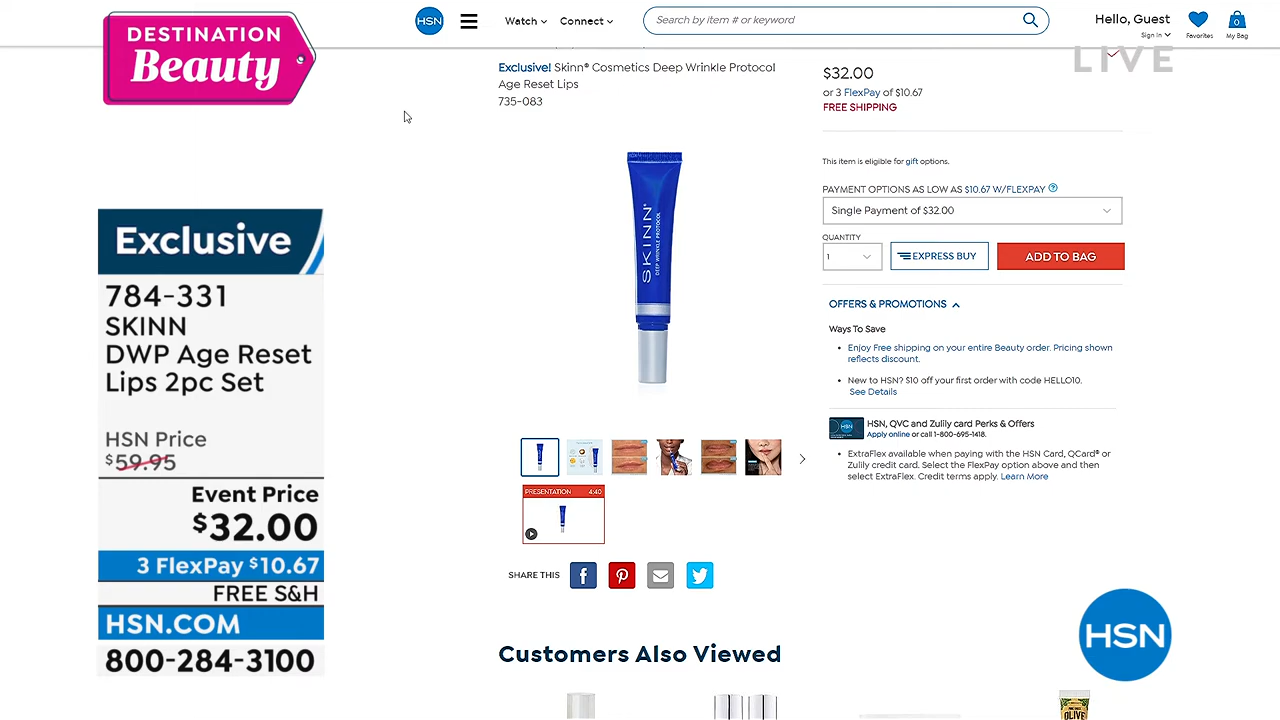 DESTINATION
Beauty
HSN
Watch
Connect
Search by item # or keyword
Hello, Guest
Sign In
Favorites
0
My Bag
LIVE
Exclusive! Skinn® Cosmetics Deep Wrinkle Protocol
Age Reset Lips
735-083
$32.00
or 3 FlexPay of $10.67
FREE SHIPPING
This item is eligible for gift options.
PAYMENT OPTIONS AS LOW AS $10.67 W/FLEXPAY ?
Single Payment of $32.00
QUANTITY
1
EXPRESS BUY
ADD TO BAG
OFFERS & PROMOTIONS
Ways To Save
Enjoy Free shipping on your entire Beauty order. Pricing shown
reflects discount.
New to HSN? $10 off your first order with code HELLO10.
See Details
HSN
HSN, QVC and Zulily card Perks & Offers
Apply online or call 1-800-695-1418.
ExtraFlex available when paying with the HSN Card, QCard® or
Zulily credit card. Select the FlexPay option above and then
select ExtraFlex. Credit terms apply. Learn More
SKINN®
DEEP WRINKLE PROTOCOL
PRESENTATION 4:40
SHARE THIS
Customers Also Viewed
OLIVE
Exclusive
784-331
SKINN
DWP Age Reset
Lips 2pc Set
HSN Price
$59.95
Event Price
$32.00
3 FlexPay $10.67
FREE S&H
HSN.COM
800-284-3100
HSN